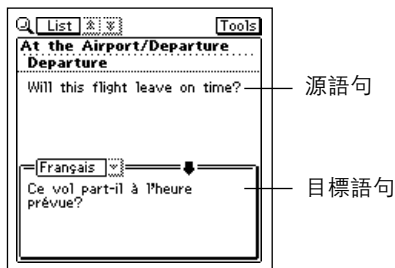 List Tools
At the Airport/Departure
Departure
Will this flight leave on time?
源語句
Français
Ce vol part-il à l'heure
prévue?
目標語句